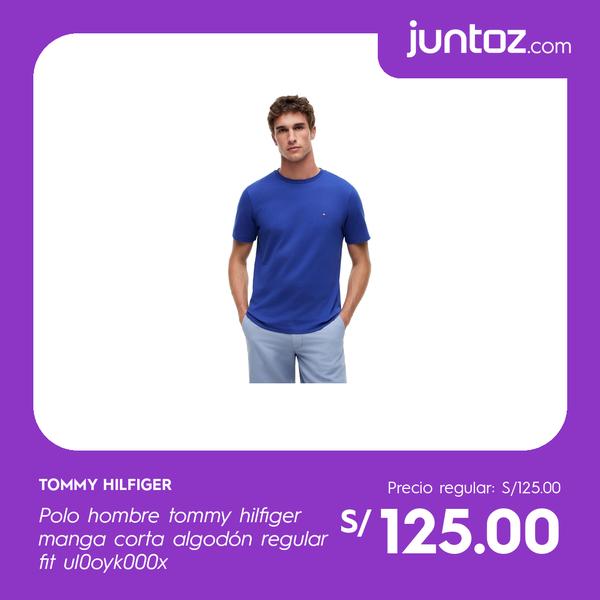 juntoz.com
TOMMY HILFIGER
Polo hombre tommy hilfiger
manga corta algodón regular
fit ul0oyk000x
Precio regular: S/125.00
S/125.00